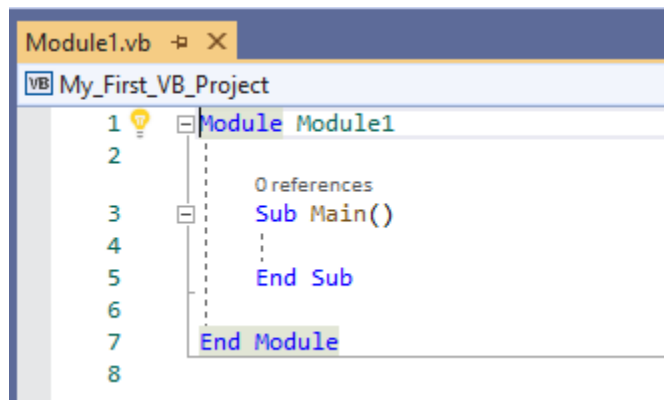 Module1.vb
VB My_First_VB_Project
1 Module Module1
2
0 references
3 Sub Main()
4
5 End Sub
6
7 End Module
8